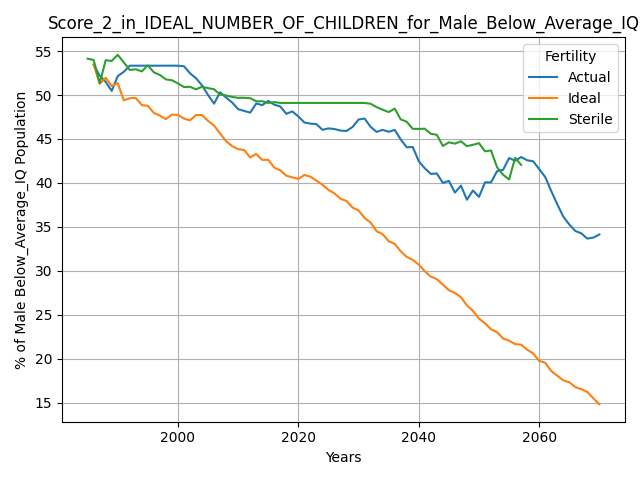 Score_2_in_IDEAL_NUMBER_OF_CHILDREN_for_Male_Below_Average_IQ
% of Male Below_Average_IQ Population
55
50
45
40
35
30
25
20
15
Fertility
Actual
Ideal
Sterile
2000
2020
2040
2060
Years